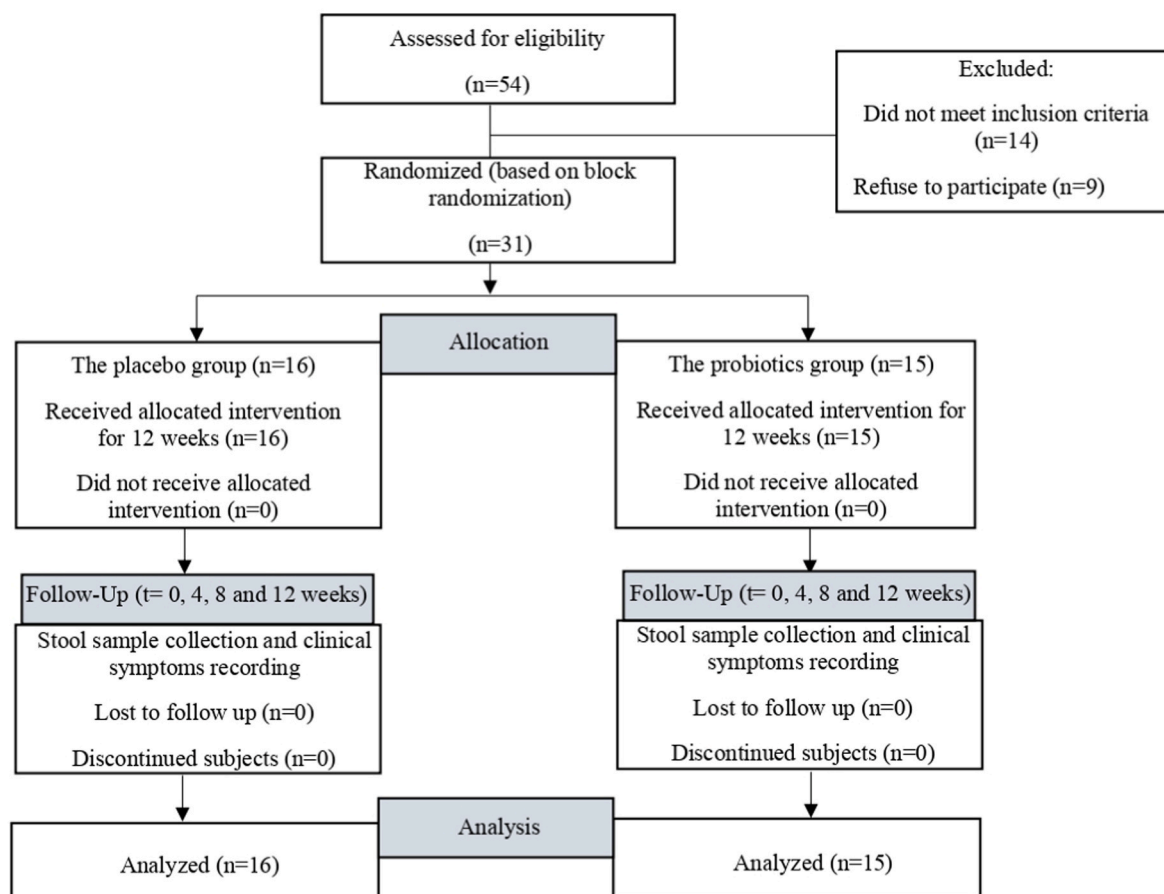 Assessed for eligibility
(n=54)
Excluded:
Did not meet inclusion criteria
(n=14)
Refuse to participate (n=9)
Randomized (based on block
randomization)
(n=31)
Allocation
The placebo group (n=16)
Received allocated intervention
for 12 weeks (n=16)
Did not receive allocated
intervention (n=0)
The probiotics group (n=15)
Received allocated intervention for
12 weeks (n=15)
Did not receive allocated
intervention (n=0)
Follow-Up (t= 0, 4, 8 and 12 weeks)
Stool sample collection and clinical
symptoms recording
Lost to follow up (n=0)
Discontinued subjects (n=0)
Follow-Up (t= 0, 4, 8 and 12 weeks)
Stool sample collection and clinical
symptoms recording
Lost to follow up (n=0)
Discontinued subjects (n=0)
Analysis
Analyzed (n=16)
Analyzed (n=15)